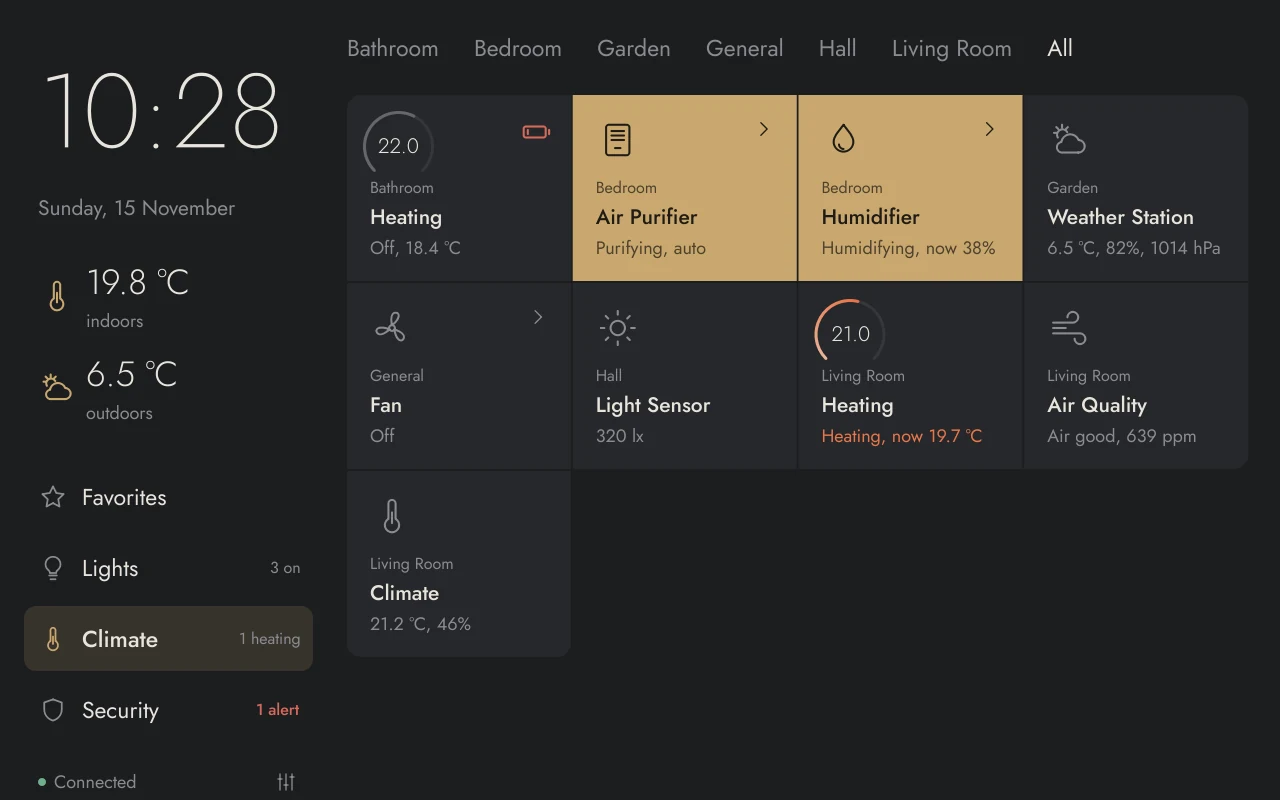 10:28
Sunday, 15 November
19.8 °C
indoors
6.5 °C
outdoors
Favorites
Lights 3 on
Climate 1 heating
Security 1 alert
Connected
Bathroom Bedroom Garden General Hall Living Room All
22.0
Bathroom
Heating
Off, 18.4 °C
Bedroom
Air Purifier
Purifying, auto
Bedroom
Humidifier
Humidifying, now 38%
Garden
Weather Station
6.5 °C, 82%, 1014 hPa
General
Fan
Off
Hall
Light Sensor
320 lx
21.0
Living Room
Heating
Heating, now 19.7 °C
Living Room
Air Quality
Air good, 639 ppm
Living Room
Climate
21.2 °C, 46%